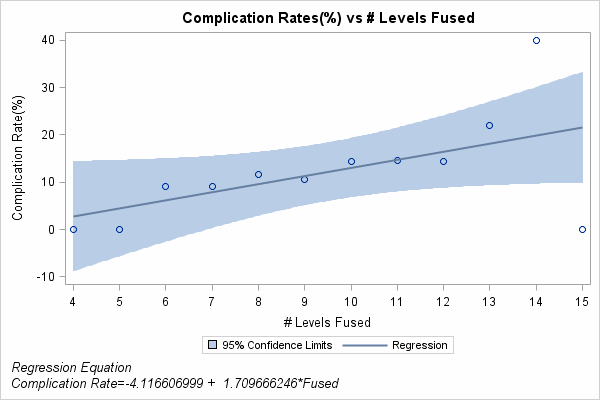 Complication Rates(%) vs # Levels Fused
Complication Rate(%)
40
30
20
10
0
-10
4 5 6 7 8 9 10 11 12 13 14 15
# Levels Fused
95% Confidence Limits Regression
Regression Equation
Complication Rate=-4.116606999 + 1.709666246*Fused